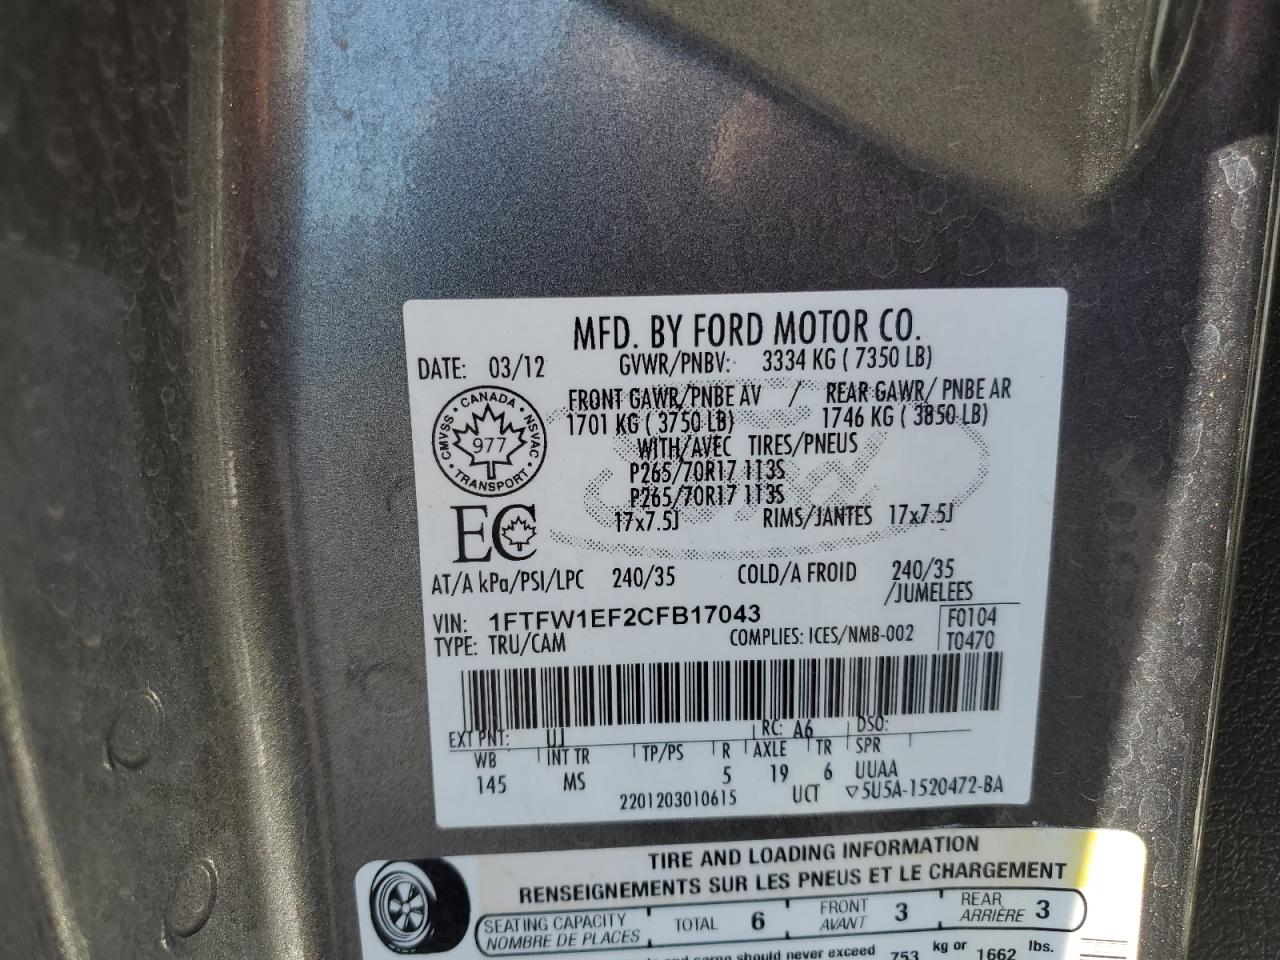 MFD. BY FORD MOTOR CO.
DATE: 03/12 GVWR/PNBV: 3334 KG ( 7350 LB)
FRONT GAWR/PNBE AV / REAR GAWR/ PNBE AR
1701 KG ( 3750 LB) 1746 KG ( 3850 LB)
WITH/AVEC TIRES/PNEUS
P265/70R17 113S
P265/70R17 113S
17x7.5J RIMS/JANTES 17x7.5J
CANADA
CMVSS 977 NSVAC
TRANSPORT
EC
AT/A kPa/PSI/LPC 240/35 COLD/A FROID 240/35
/JUMELEES
VIN: 1FTFW1EF2CFB17043 F0104
TYPE: TRU/CAM COMPLIES: ICES/NMB-002 T0470
EXT PNT: UJ RC: A6 DSO:
WB INT TR TP/PS R AXLE TR SPR
145 MS 5 19 6 UUAA
2201203010615 UCT ▽5U5A-1520472-BA
TIRE AND LOADING INFORMATION
RENSEIGNEMENTS SUR LES PNEUS ET LE CHARGEMENT
SEATING CAPACITY TOTAL 6 FRONT 3 REAR 3
NOMBRE DE PLACES AVANT ARRIÈRE
should never exceed 753 kg or 1662 lbs.